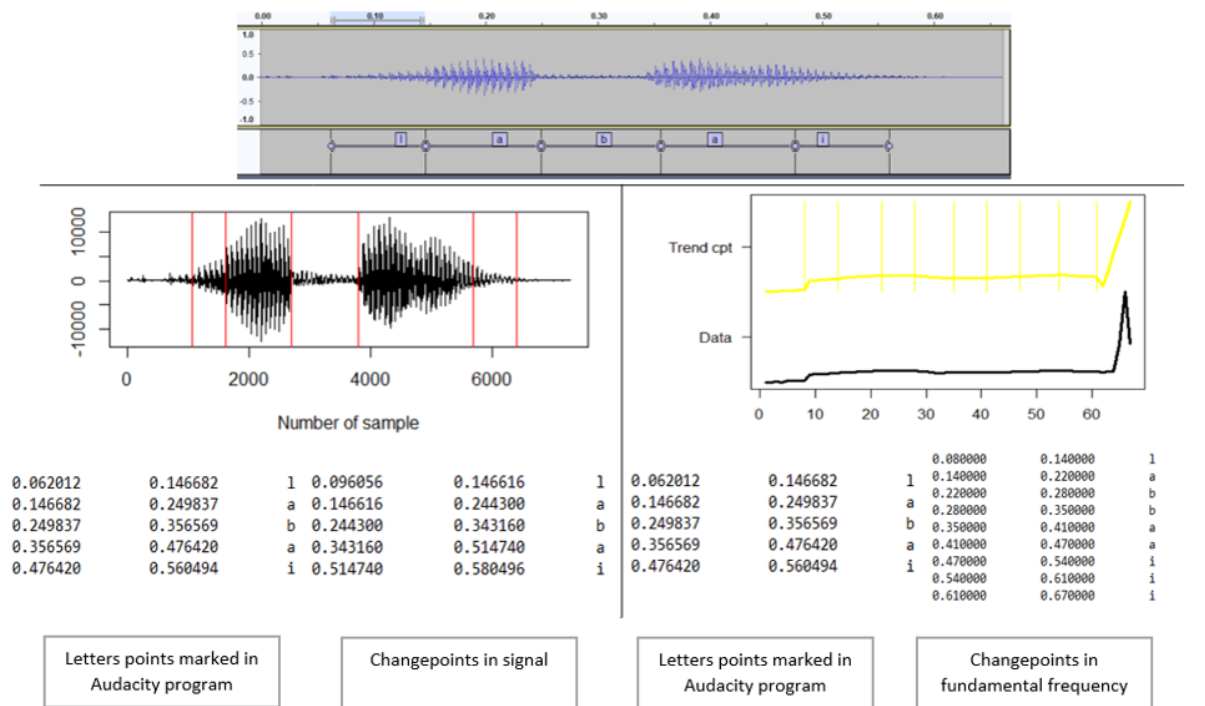 0.00 0.10 0.20 0.30 0.40 0.50 0.60
1.0
0.5
0.0
-0.5
-1.0
l a b a i
10000
0
-10000
0 2000 4000 6000
Number of sample
Trend cpt
Data
0 10 20 30 40 50 60
0.062012 0.146682 l 0.096056 0.146616 l
0.146682 0.249837 a 0.146616 0.244300 a
0.249837 0.356569 b 0.244300 0.343160 b
0.356569 0.476420 a 0.343160 0.514740 a
0.476420 0.560494 i 0.514740 0.580496 i
0.062012 0.146682 l
0.146682 0.249837 a
0.249837 0.356569 b
0.356569 0.476420 a
0.476420 0.560494 i
0.080000 0.140000 l
0.140000 0.220000 a
0.220000 0.280000 b
0.280000 0.350000 b
0.350000 0.410000 a
0.410000 0.470000 a
0.470000 0.540000 i
0.540000 0.610000 i
0.610000 0.670000 i
Letters points marked in
Audacity program
Changepoints in signal
Letters points marked in
Audacity program
Changepoints in
fundamental frequency